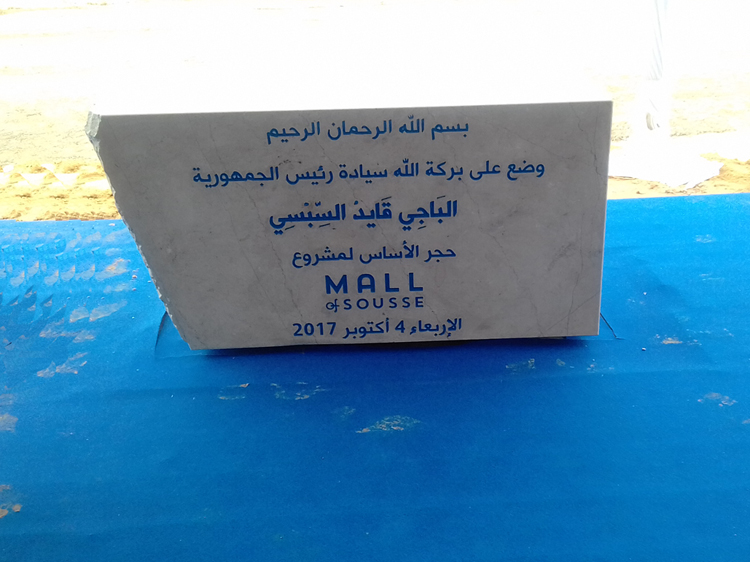 بسم الله الرحمان الرحيم
وضع على بركة الله سيادة رئيس الجمهورية
البَاجِي قَايدْ السِّبْسِي
حجر الأساس لمشروع
MALL
of SOUSSE
الإربعاء 4 أكتوبر 2017